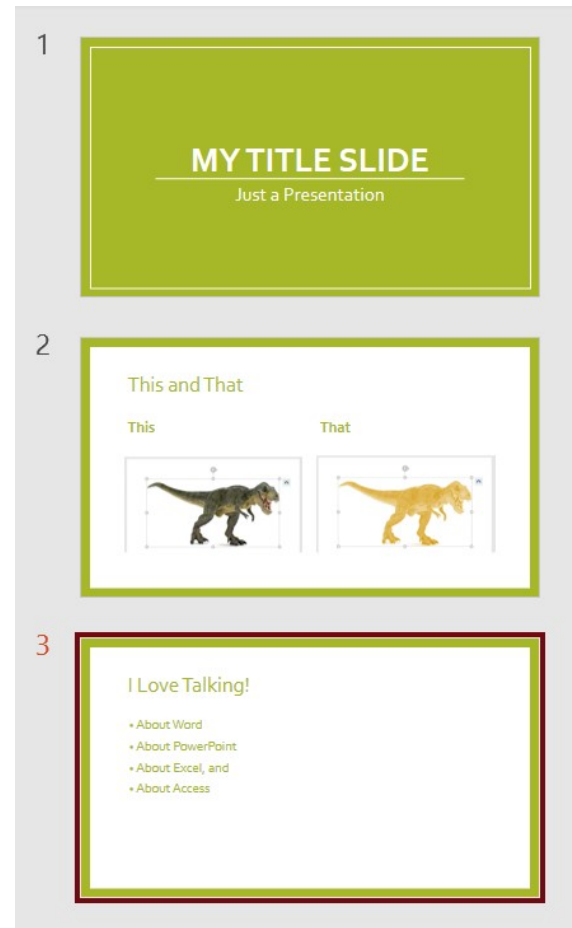 1
MY TITLE SLIDE
Just a Presentation
2
This and That
This That
3
I Love Talking!
• About Word
• About PowerPoint
• About Excel, and
• About Access